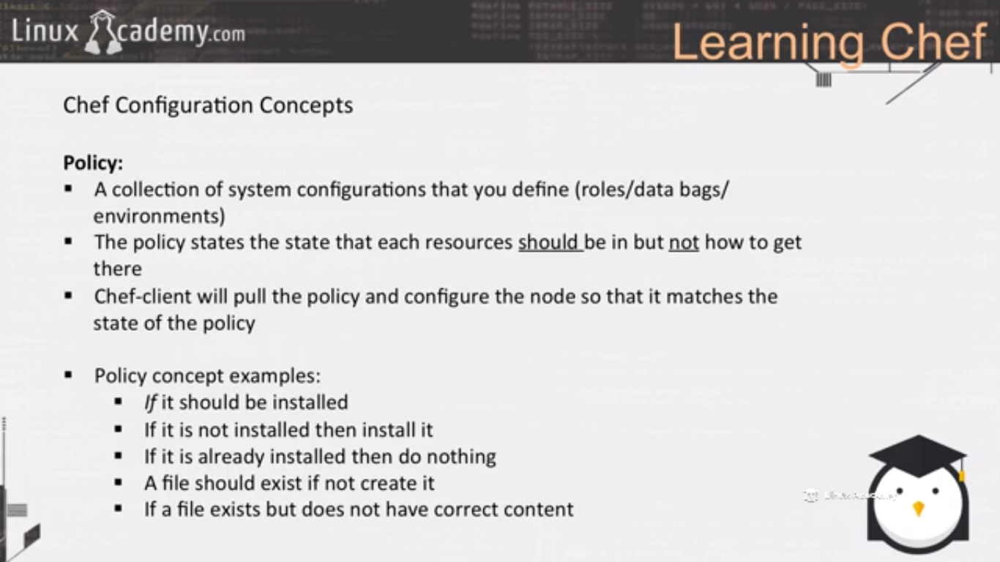 Linux Academy.com
Learning Chef
Chef Configuration Concepts
Policy:
▪ A collection of system configurations that you define (roles/data bags/
environments)
▪ The policy states the state that each resources should be in but not how to get
there
▪ Chef-client will pull the policy and configure the node so that it matches the
state of the policy
▪ Policy concept examples:
▪ If it should be installed
▪ If it is not installed then install it
▪ If it is already installed then do nothing
▪ A file should exist if not create it
▪ If a file exists but does not have correct content